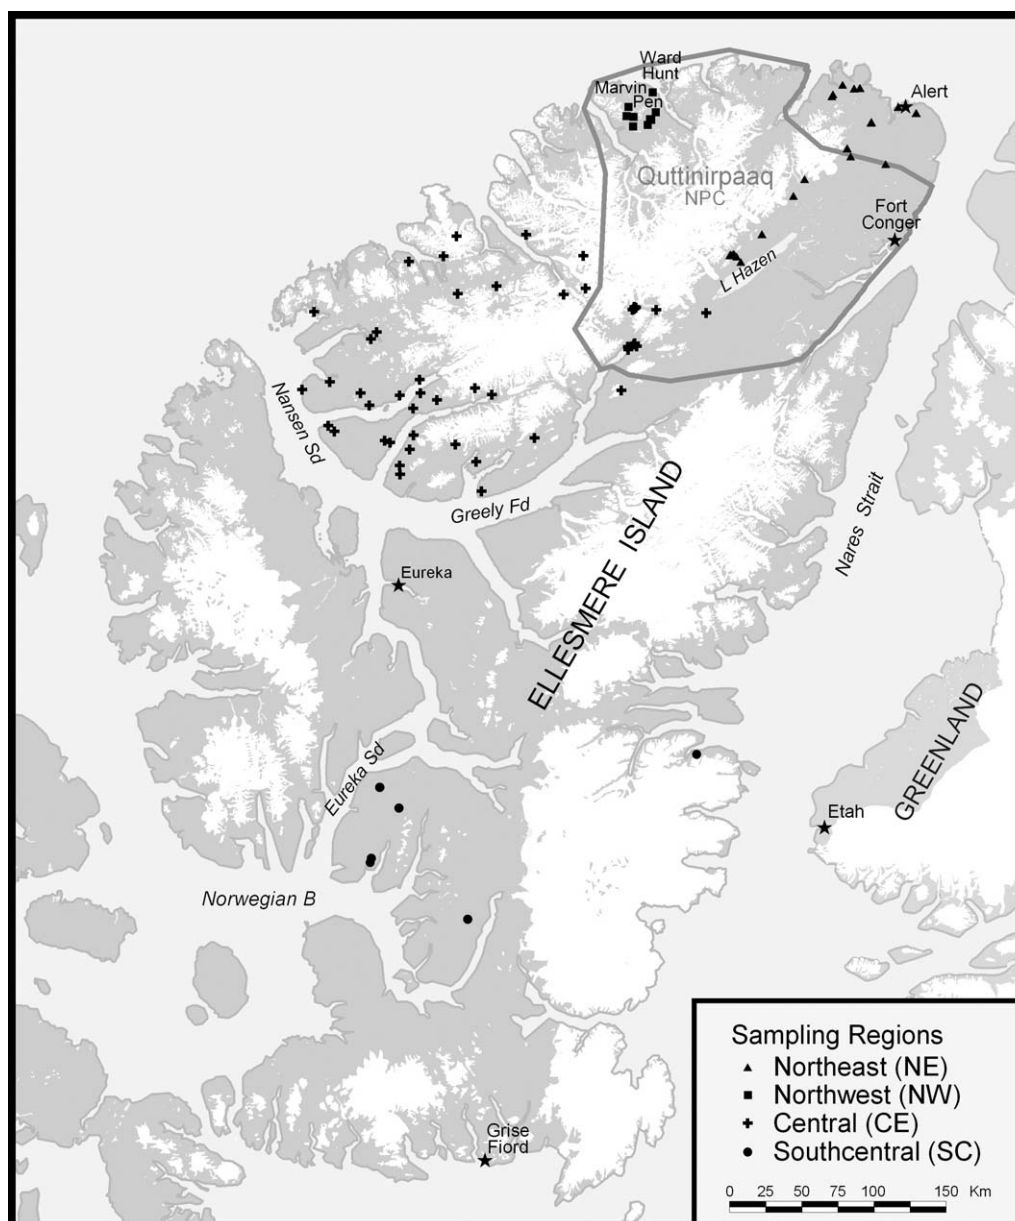 Ward
Hunt
Marvin
Pen
Alert
Quttinirpaaq
NPC
Fort
Conger
L Hazen
Nansen Sd
Greely Fd
Nares Strait
ELLESMERE ISLAND
Eureka
Eureka Sd
GREENLAND
Etah
Norwegian B
Grise
Fiord
Sampling Regions
Northeast (NE)
Northwest (NW)
Central (CE)
Southcentral (SC)
0 25 50 100 150 Km